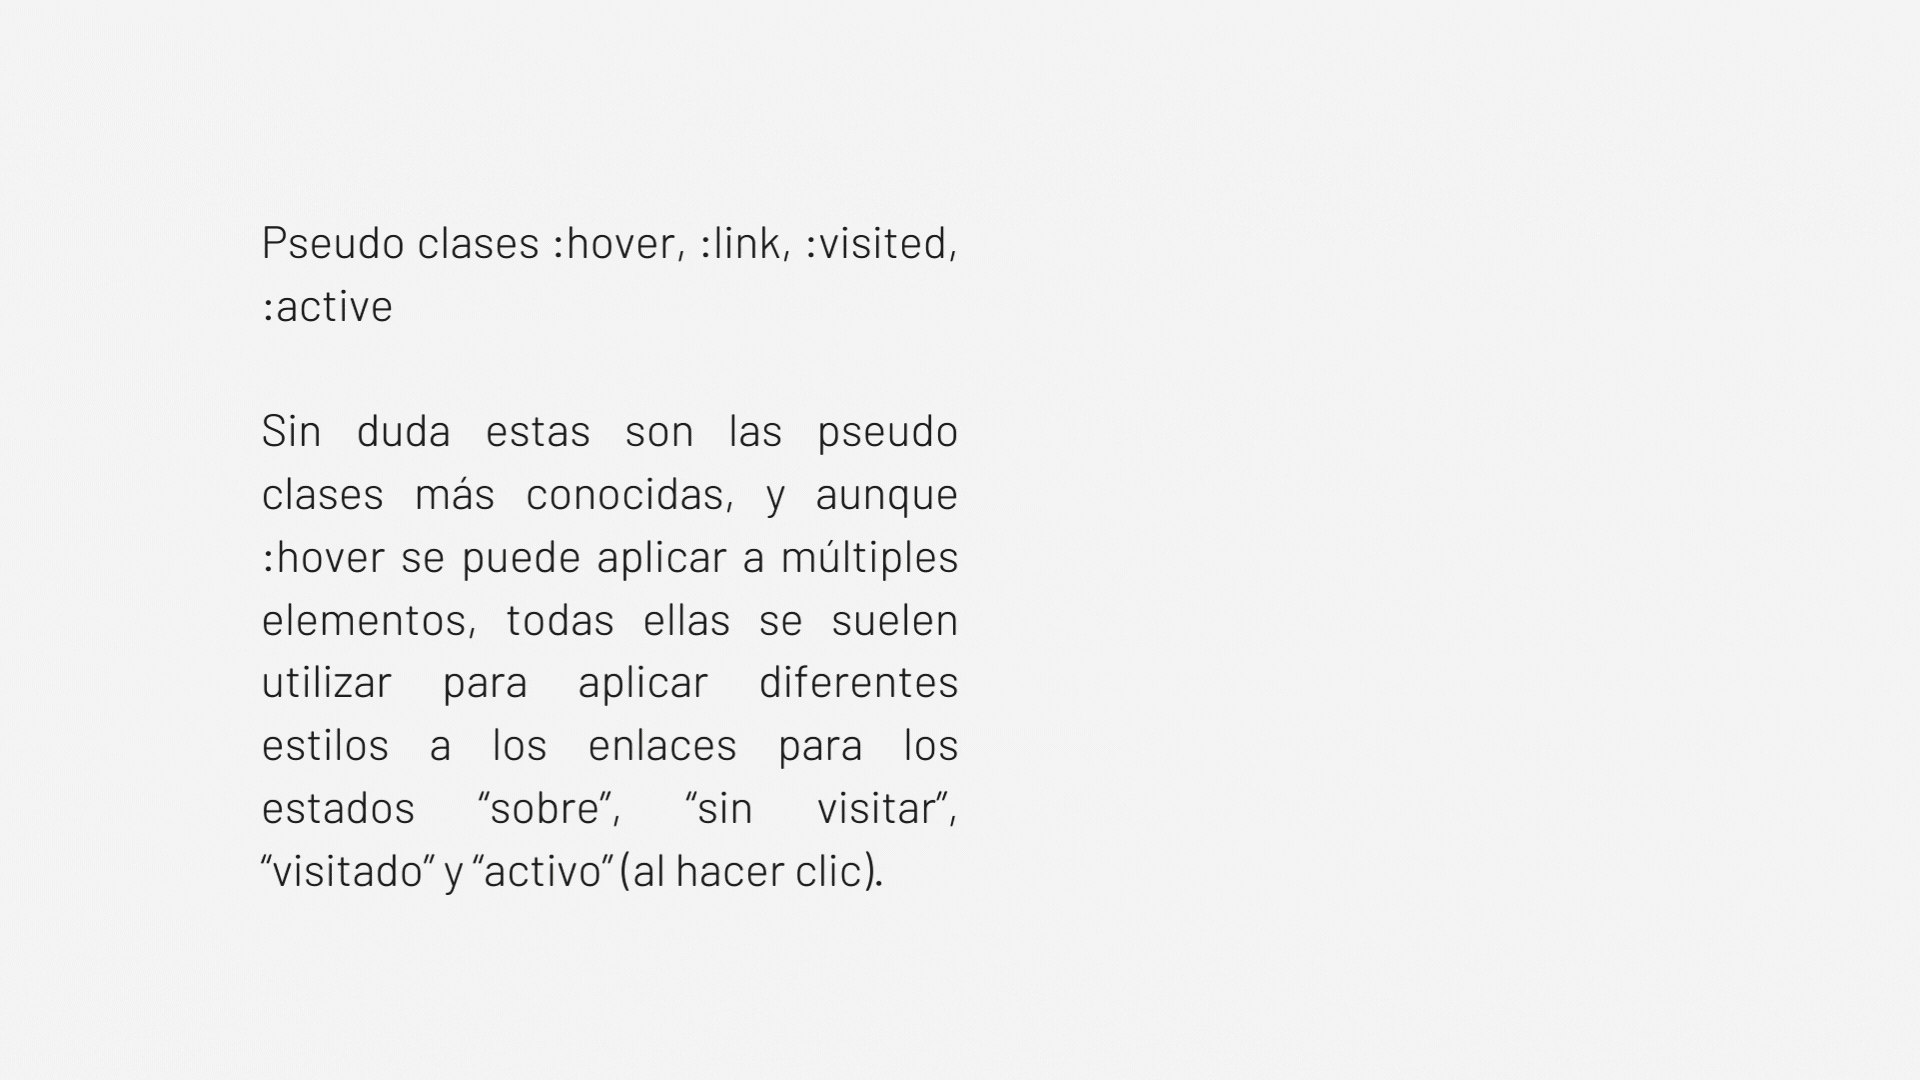 Pseudo clases :hover, :link, :visited,
:active
Sin duda estas son las pseudo
clases más conocidas, y aunque
:hover se puede aplicar a múltiples
elementos, todas ellas se suelen
utilizar para aplicar diferentes
estilos a los enlaces para los
estados “sobre”, “sin visitar”,
“visitado” y “activo” (al hacer clic).